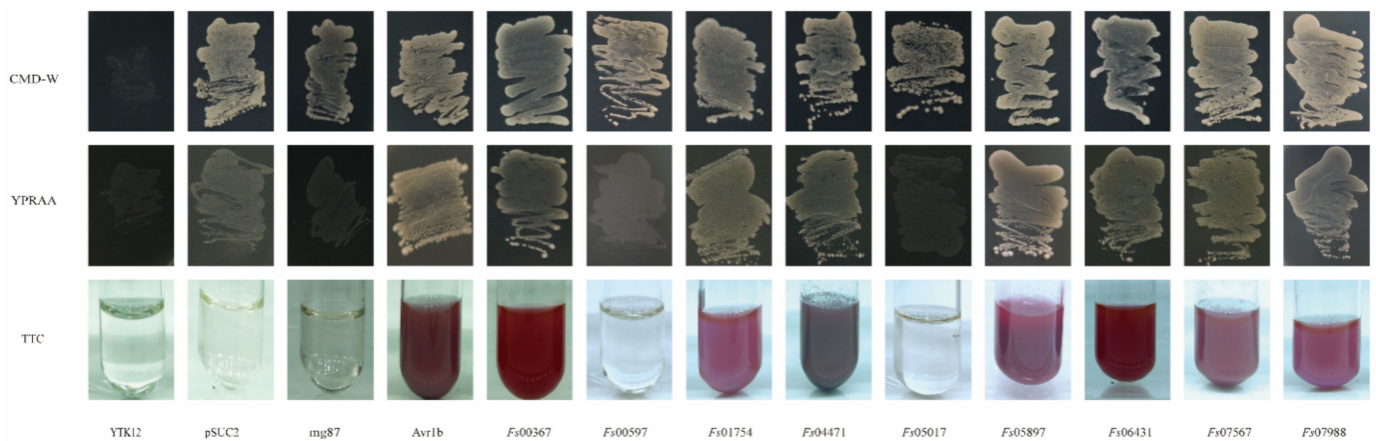 CMD-W
YPRAA
TTC
YTK12 pSUC2 mg87 Avr1b Fs00367 Fs00597 Fs01754 Fs04471 Fs05017 Fs05897 Fs06431 Fs07567 Fs07988